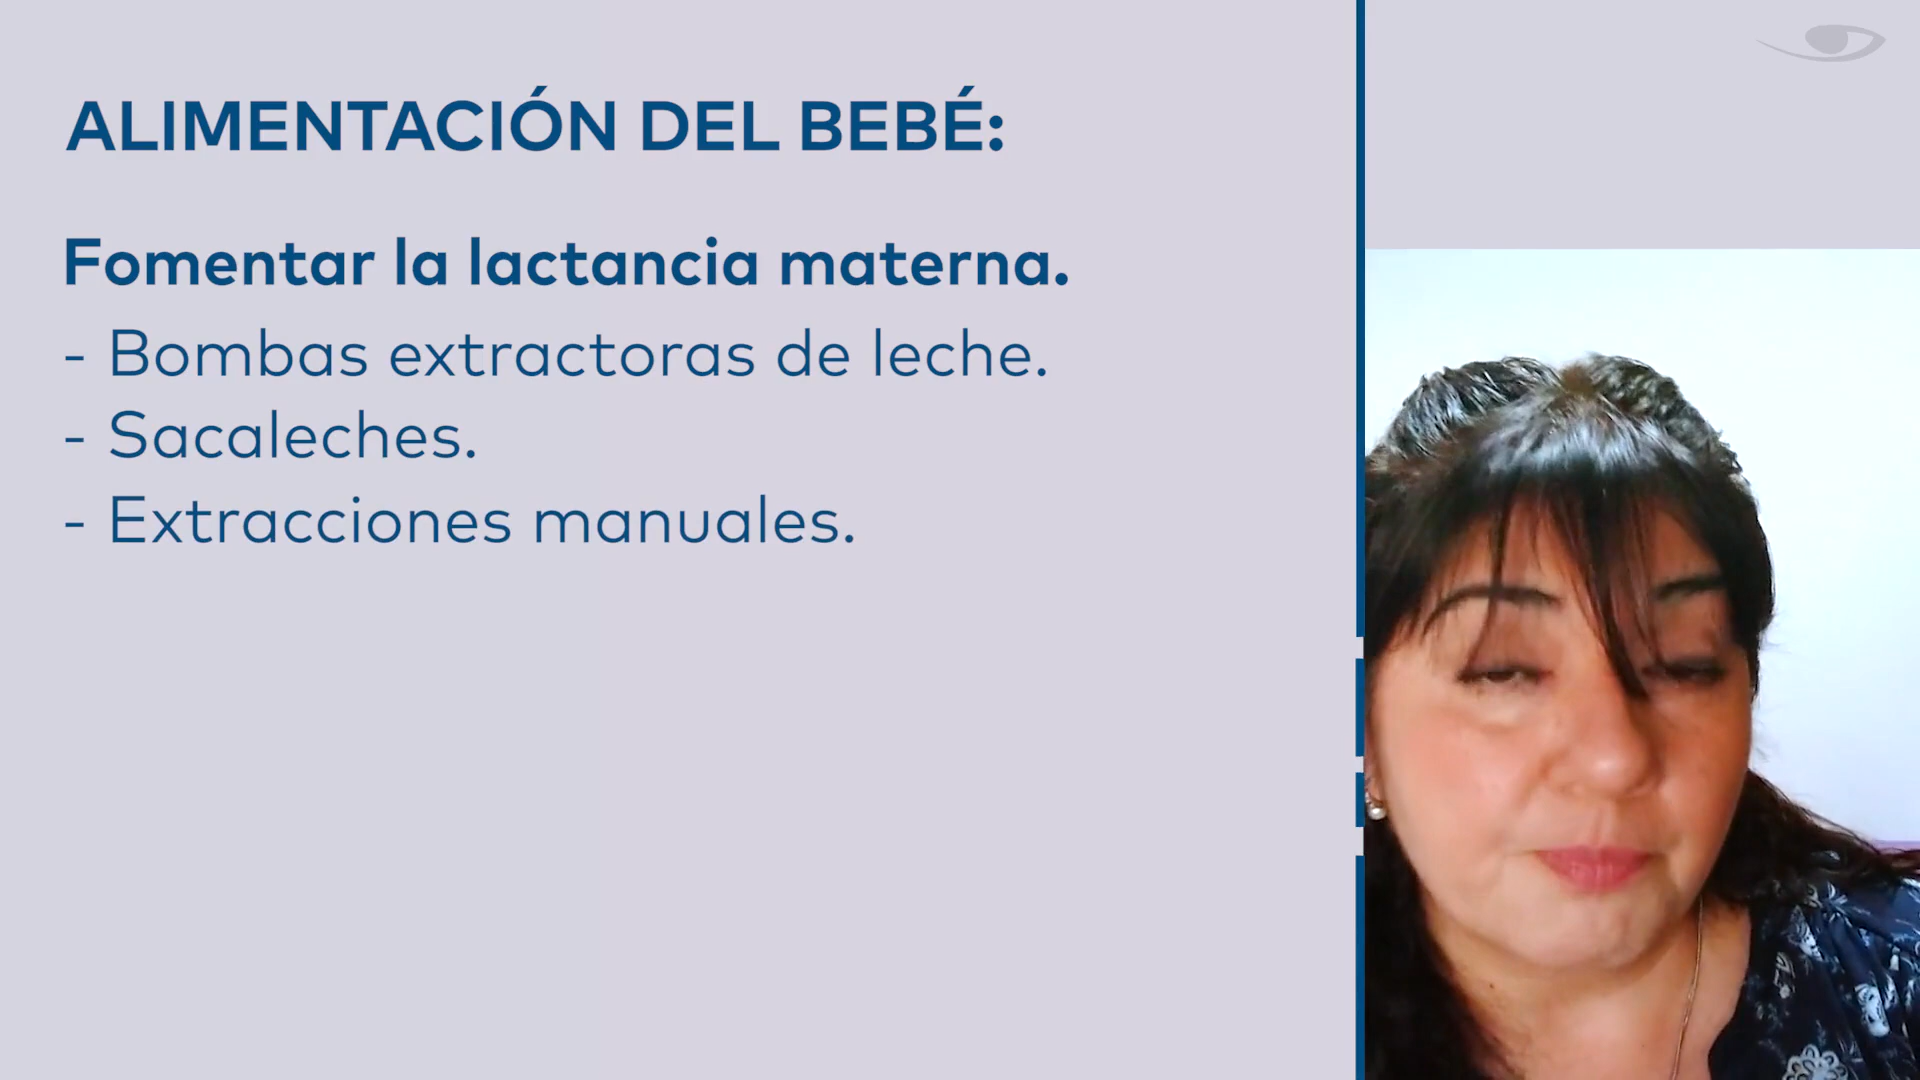 ALIMENTACIÓN DEL BEBÉ:
Fomentar la lactancia materna.
- Bombas extractoras de leche.
- Sacaleches.
- Extracciones manuales.